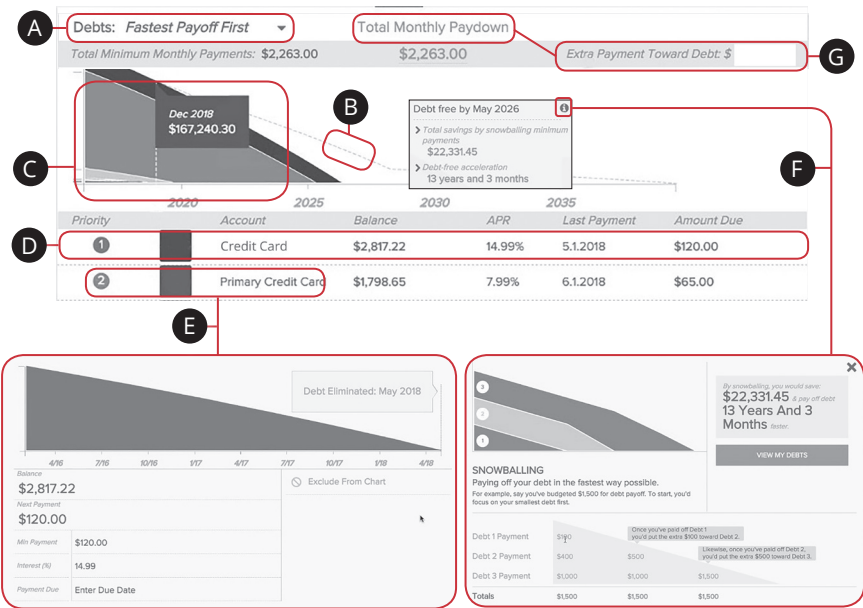 A
Debts: Fastest Payoff First
Total Monthly Paydown
G
Total Minimum Monthly Payments: $2,263.00
$2,263.00
Extra Payment Toward Debt: $
B
C
Dec 2018
$167,240.30
Debt free by May 2026
Total savings by snowballing minimum
payments
$22,331.45
Debt-free acceleration
13 years and 3 months
F
2020 2025 2030 2035
Priority Account Balance APR Last Payment Amount Due
D
1 Credit Card $2,817.22 14.99% 5.1.2018 $120.00
2 Primary Credit Card $1,798.65 7.99% 6.1.2018 $65.00
E
Debt Eliminated: May 2018
4/16 7/16 10/16 1/17 4/17 7/17 10/17 1/18 4/18
Balance
$2,817.22
Exclude From Chart
Next Payment
$120.00
Min Payment $120.00
Interest (%) 14.99
Payment Due Enter Due Date
3
2
1
By snowballing, you would save:
$22,331.45 & pay off debt
13 Years And 3
Months faster.
VIEW MY DEBTS
SNOWBALLING
Paying off your debt in the fastest way possible.
For example, say you've budgeted $1,500 for debt payoff. To start, you'd
focus on your smallest debt first.
Once you've paid off Debt 1
you'd put the extra $100 toward Debt 2.
Debt 1 Payment $100
Likewise, once you've paid off Debt 2,
you'd put the extra $500 toward Debt 3.
Debt 2 Payment $400 $500
Debt 3 Payment $1,000 $1,000 $1,500
Totals $1,500 $1,500 $1,500